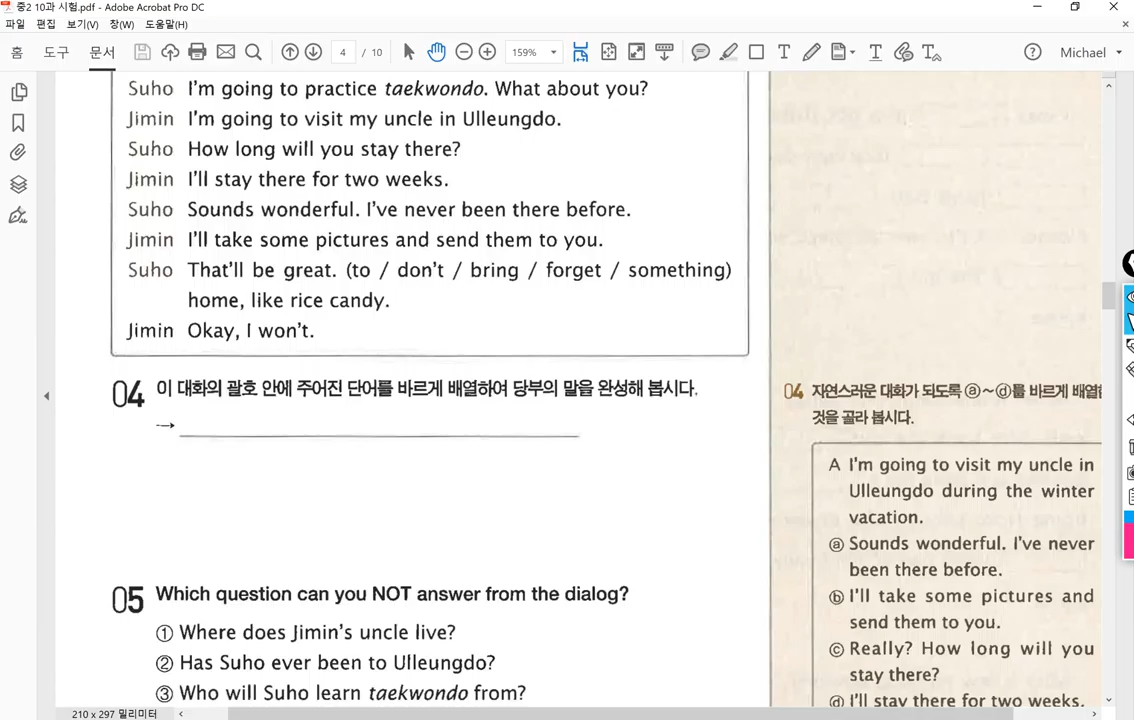 중2 10과 시험.pdf - Adobe Acrobat Pro DC
파일 편집 보기(V) 창(W) 도움말(H)
홈 도구 문서 4 / 10 159% Michael
Suho I'm going to practice taekwondo. What about you?
Jimin I'm going to visit my uncle in Ulleungdo.
Suho How long will you stay there?
Jimin I'll stay there for two weeks.
Suho Sounds wonderful. I've never been there before.
Jimin I'll take some pictures and send them to you.
Suho That'll be great. (to / don't / bring / forget / something)
home, like rice candy.
Jimin Okay, I won't.
04 이 대화의 괄호 안에 주어진 단어를 바르게 배열하여 당부의 말을 완성해 봅시다.
→
05 Which question can you NOT answer from the dialog?
① Where does Jimin's uncle live?
② Has Suho ever been to Ulleungdo?
③ Who will Suho learn taekwondo from?
04 자연스러운 대화가 되도록 ⓐ~ⓓ를 바르게 배열한
것을 골라 봅시다.
A I'm going to visit my uncle in
Ulleungdo during the winter
vacation.
ⓐ Sounds wonderful. I've never
been there before.
ⓑ I'll take some pictures and
send them to you.
ⓒ Really? How long will you
stay there?
ⓓ I'll stay there for two weeks.
210 x 297 밀리미터